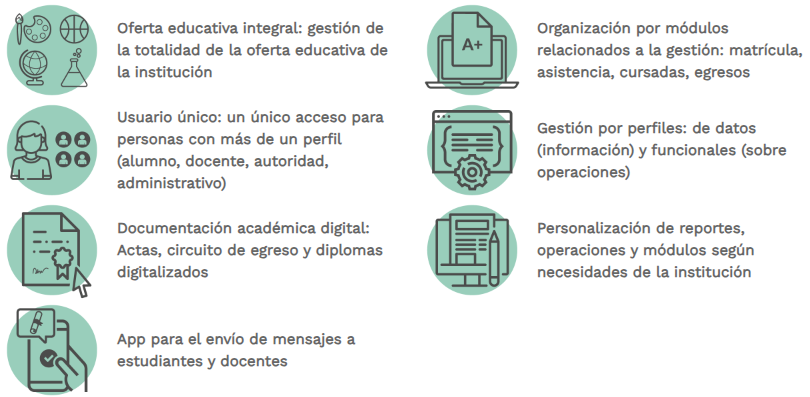 Oferta educativa integral: gestión de
la totalidad de la oferta educativa de
la institución
Usuario único: un único acceso para
personas con más de un perfil
(alumno, docente, autoridad,
administrativo)
Documentación académica digital:
Actas, circuito de egreso y diplomas
digitalizados
App para el envío de mensajes a
estudiantes y docentes
A+
Organización por módulos
relacionados a la gestión: matrícula,
asistencia, cursadas, egresos
Gestión por perfiles: de datos
(información) y funcionales (sobre
operaciones)
Personalización de reportes,
operaciones y módulos según
necesidades de la institución